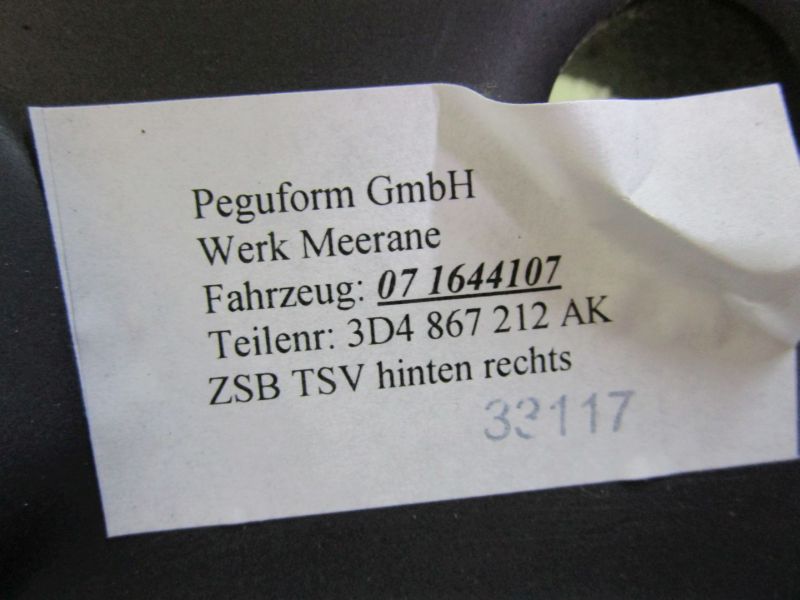 Peguform GmbH
Werk Meerane
Fahrzeug: 07 1644107
Teilenr: 3D4 867 212 AK
ZSB TSV hinten rechts
33117